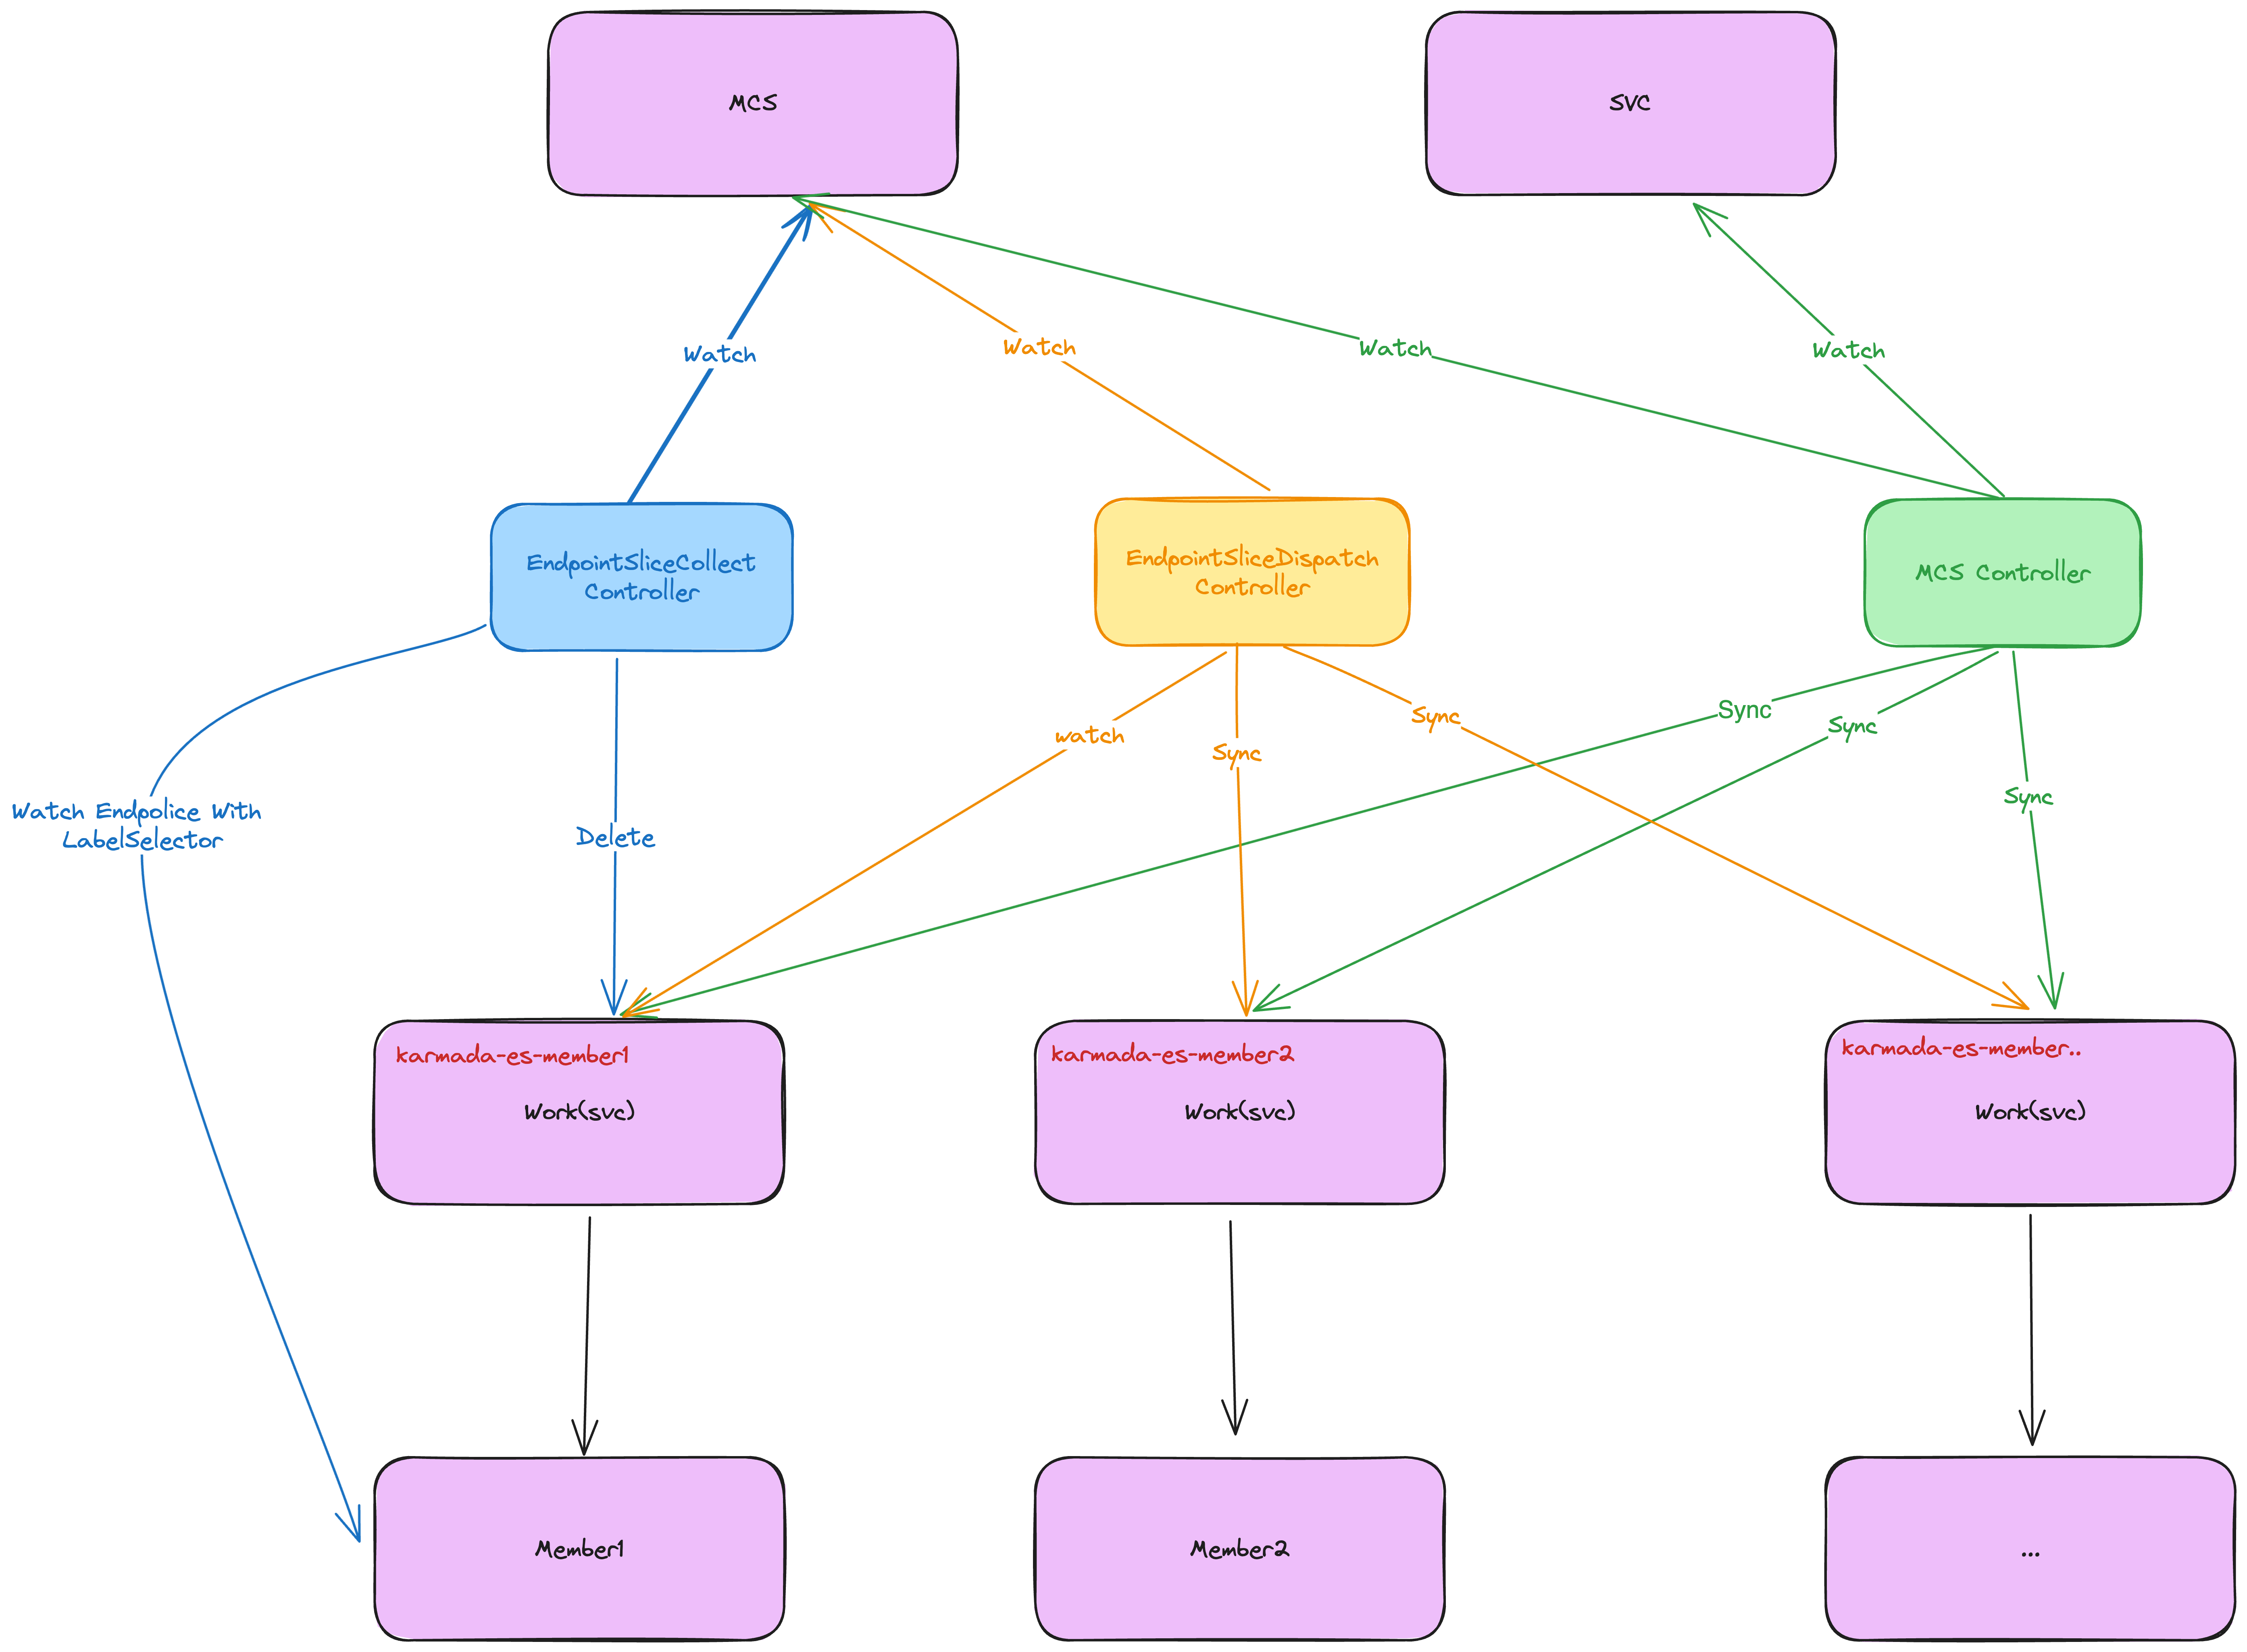 MCS
SVC
Watch
Watch
Watch
Watch
EndpointSliceCollect
Controller
EndpointSliceDispatch
Controller
MCS Controller
watch
Sync
Sync
Sync
Sync
Sync
Watch Endpolice With
LabelSelector
Delete
karmada-es-member1
Work(svc)
karmada-es-member2
Work(svc)
karmada-es-member..
Work(svc)
Member1
Member2
...